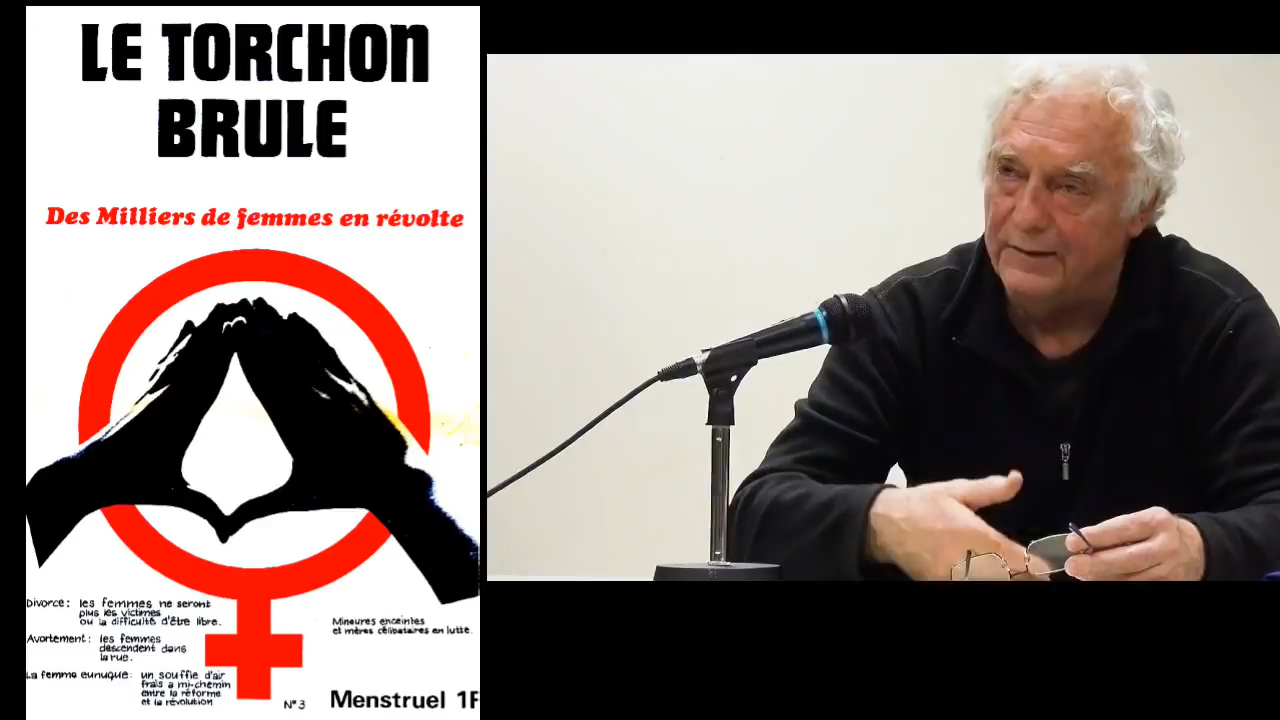 LE TORCHON
BRULE
Des Milliers de femmes en révolte
Divorce : les femmes ne seront
plus les victimes
ou la difficulté d'être libre.
Avortement : les femmes
descendent dans
la rue.
La femme eunuque : un souffle d'air
frais a mi-chemin
entre la réforme
et la révolution
Mineures enceintes
et mères célibataires en lutte.
N°3
Menstruel 1F